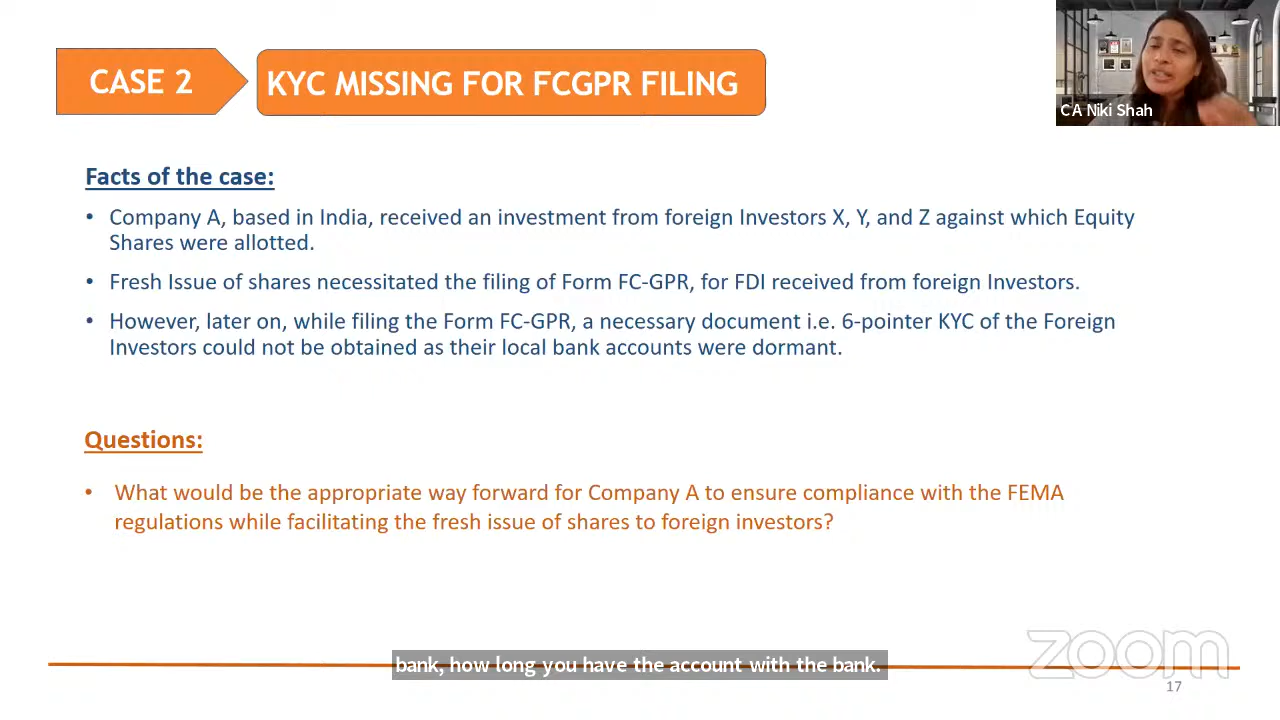 CASE 2
KYC MISSING FOR FCGPR FILING
CA Niki Shah
Facts of the case:
• Company A, based in India, received an investment from foreign Investors X, Y, and Z against which Equity
Shares were allotted.
• Fresh Issue of shares necessitated the filing of Form FC-GPR, for FDI received from foreign Investors.
• However, later on, while filing the Form FC-GPR, a necessary document i.e. 6-pointer KYC of the Foreign
Investors could not be obtained as their local bank accounts were dormant.
Questions:
• What would be the appropriate way forward for Company A to ensure compliance with the FEMA
regulations while facilitating the fresh issue of shares to foreign investors?
zoom
bank, how long you have the account with the bank.
17